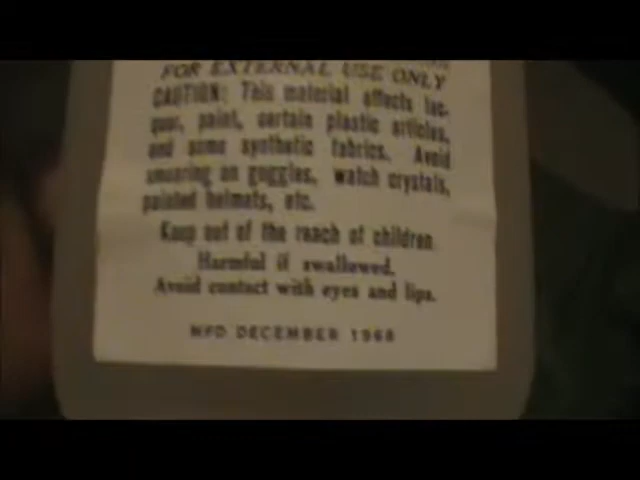 FOR EXTERNAL USE ONLY
CAUTION: This material affects lac-
quer, paint, certain plastic articles,
and some synthetic fabrics. Avoid
smearing on goggles, watch crystals,
painted helmets, etc.
Keep out of the reach of children
Harmful if swallowed.
Avoid contact with eyes and lips.
MFD DECEMBER 1968